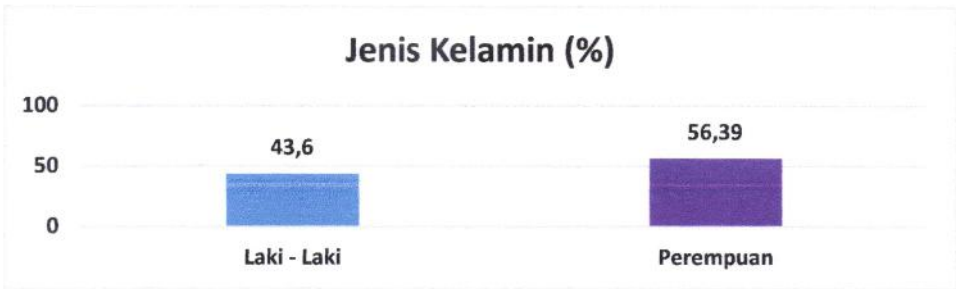 Jenis Kelamin (%)
100
56,39
43,6
50
0
Laki - Laki
Perempuan